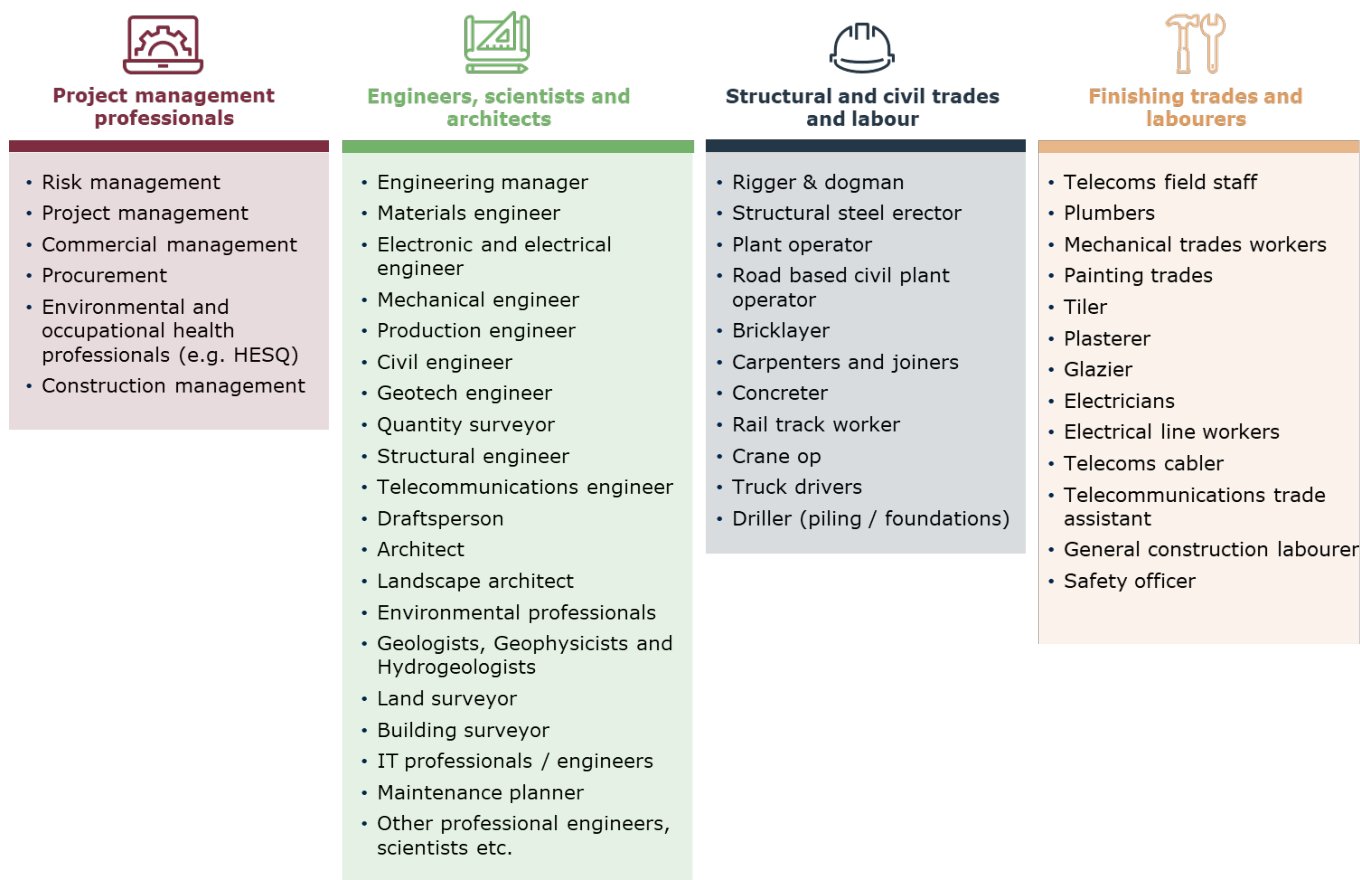 Project management
professionals
• Risk management
• Project management
• Commercial management
• Procurement
• Environmental and
occupational health
professionals (e.g. HESQ)
• Construction management
Engineers, scientists and
architects
• Engineering manager
• Materials engineer
• Electronic and electrical
engineer
• Mechanical engineer
• Production engineer
• Civil engineer
• Geotech engineer
• Quantity surveyor
• Structural engineer
• Telecommunications engineer
• Draftsperson
• Architect
• Landscape architect
• Environmental professionals
• Geologists, Geophysicists and
Hydrogeologists
• Land surveyor
• Building surveyor
• IT professionals / engineers
• Maintenance planner
• Other professional engineers,
scientists etc.
Structural and civil trades
and labour
• Rigger & dogman
• Structural steel erector
• Plant operator
• Road based civil plant
operator
• Bricklayer
• Carpenters and joiners
• Concreter
• Rail track worker
• Crane op
• Truck drivers
• Driller (piling / foundations)
Finishing trades and
labourers
• Telecoms field staff
• Plumbers
• Mechanical trades workers
• Painting trades
• Tiler
• Plasterer
• Glazier
• Electricians
• Electrical line workers
• Telecoms cabler
• Telecommunications trade
assistant
• General construction labourer
• Safety officer